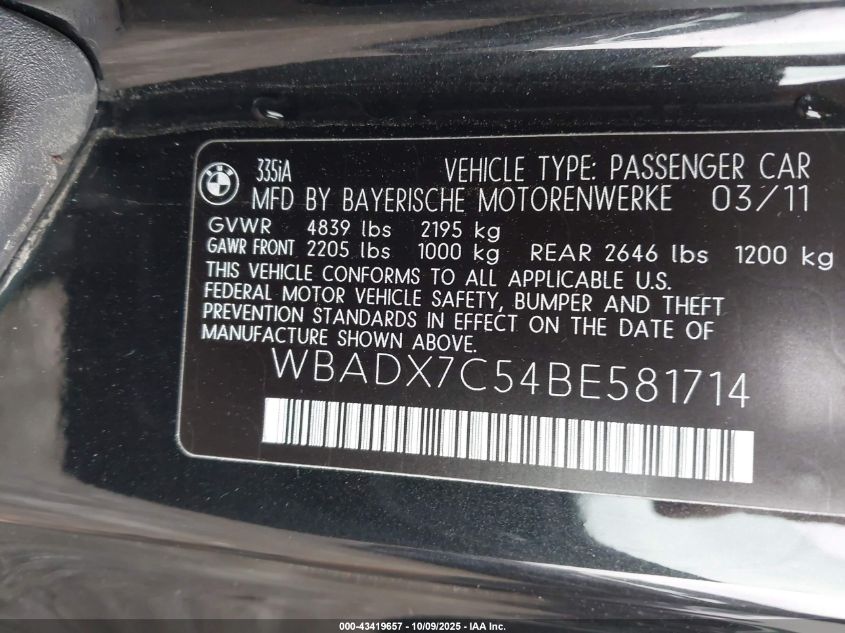 335iA VEHICLE TYPE: PASSENGER CAR
MFD BY BAYERISCHE MOTORENWERKE 03/11
GVWR 4839 lbs 2195 kg
GAWR FRONT 2205 lbs 1000 kg REAR 2646 lbs 1200 kg
THIS VEHICLE CONFORMS TO ALL APPLICABLE U.S.
FEDERAL MOTOR VEHICLE SAFETY, BUMPER AND THEFT
PREVENTION STANDARDS IN EFFECT ON THE DATE OF
MANUFACTURE SHOWN ABOVE.
WBADX7C54BE581714
000-43419657 - 10/09/2025 - IAA Inc.